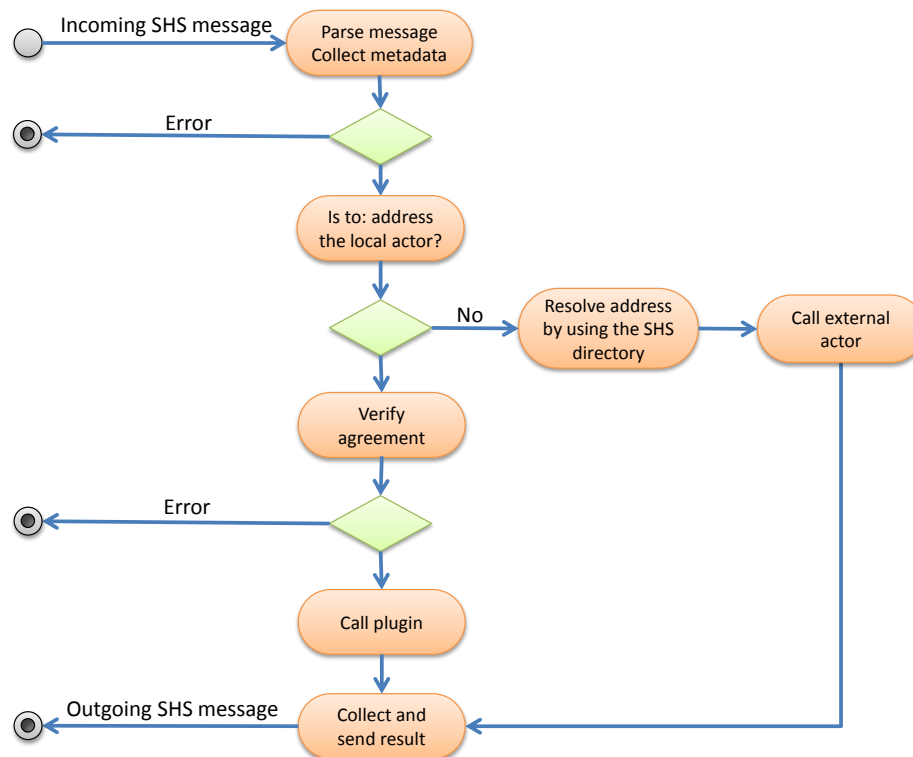 Incoming SHS message
Parse message
Collect metadata
Error
Is to: address
the local actor?
No
Resolve address
by using the SHS
directory
Call external
actor
Verify
agreement
Error
Call plugin
Outgoing SHS message
Collect and
send result